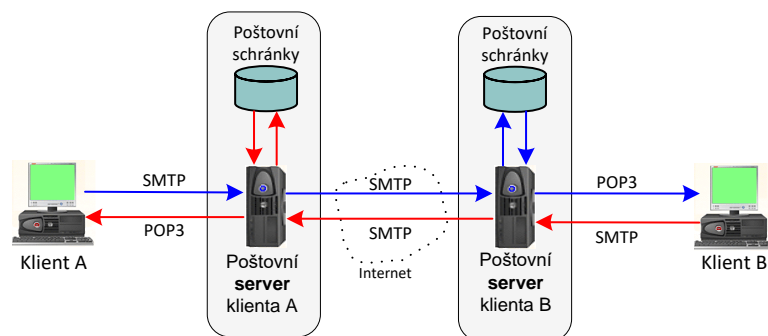 Poštovní
schránky
Poštovní
schránky
SMTP
SMTP
POP3
POP3
SMTP
SMTP
Internet
Klient A
Poštovní
server
klienta A
Poštovní
server
klienta B
Klient B